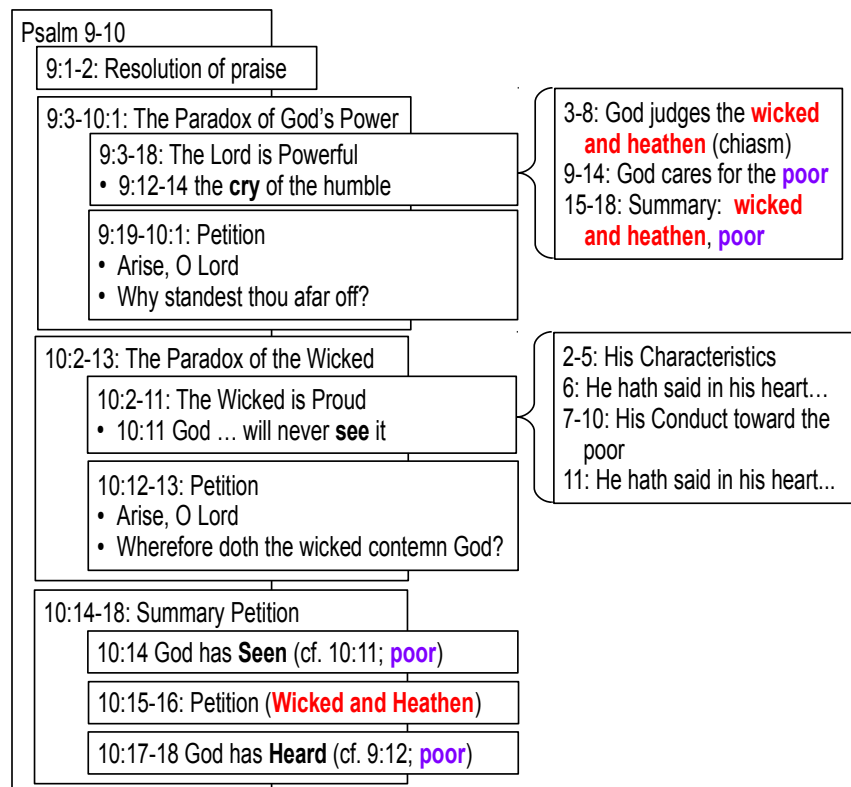 Psalm 9-10
9:1-2: Resolution of praise
9:3-10:1: The Paradox of God's Power
9:3-18: The Lord is Powerful
• 9:12-14 the cry of the humble
9:19-10:1: Petition
• Arise, O Lord
• Why standest thou afar off?
3-8: God judges the wicked
and heathen (chiasm)
9-14: God cares for the poor
15-18: Summary: wicked
and heathen, poor
10:2-13: The Paradox of the Wicked
10:2-11: The Wicked is Proud
• 10:11 God … will never see it
10:12-13: Petition
• Arise, O Lord
• Wherefore doth the wicked contemn God?
2-5: His Characteristics
6: He hath said in his heart…
7-10: His Conduct toward the
poor
11: He hath said in his heart...
10:14-18: Summary Petition
10:14 God has Seen (cf. 10:11; poor)
10:15-16: Petition (Wicked and Heathen)
10:17-18 God has Heard (cf. 9:12; poor)